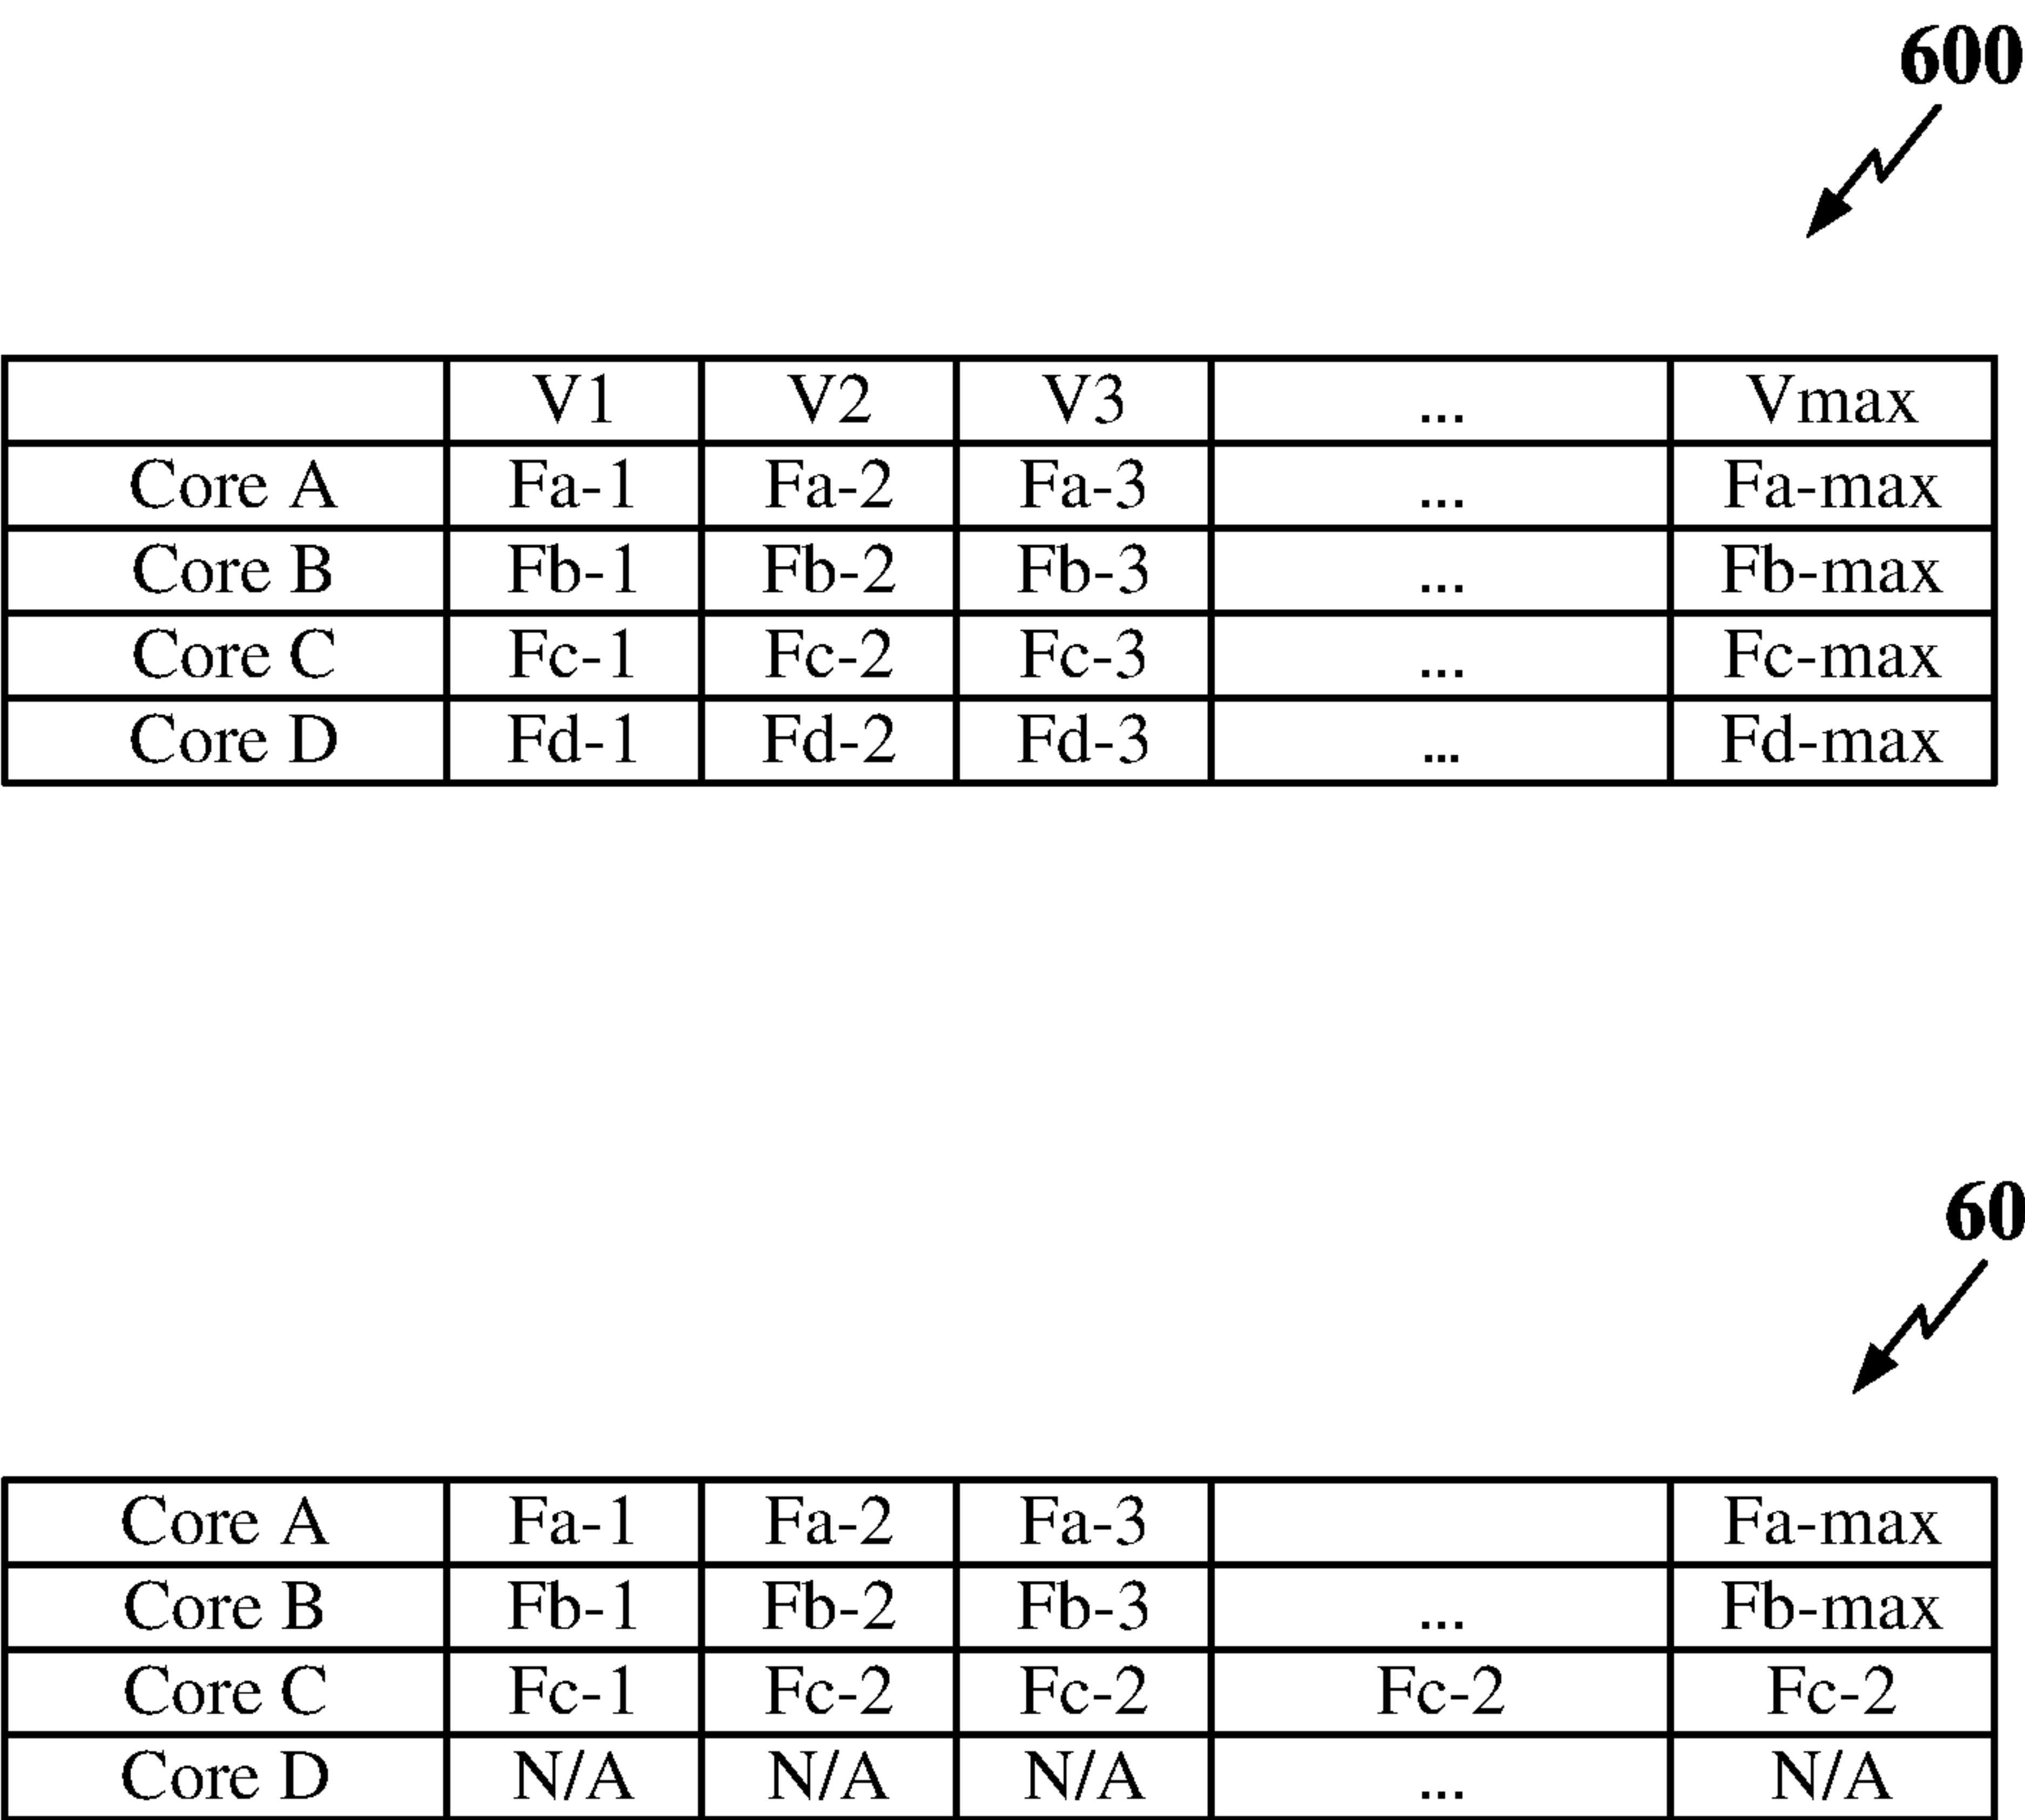 600
V1 V2 V3 ... Vmax
Core A Fa-1 Fa-2 Fa-3 ... Fa-max
Core B Fb-1 Fb-2 Fb-3 ... Fb-max
Core C Fc-1 Fc-2 Fc-3 ... Fc-max
Core D Fd-1 Fd-2 Fd-3 ... Fd-max
60
Core A Fa-1 Fa-2 Fa-3 Fa-max
Core B Fb-1 Fb-2 Fb-3 ... Fb-max
Core C Fc-1 Fc-2 Fc-2 Fc-2 Fc-2
Core D N/A N/A N/A ... N/A